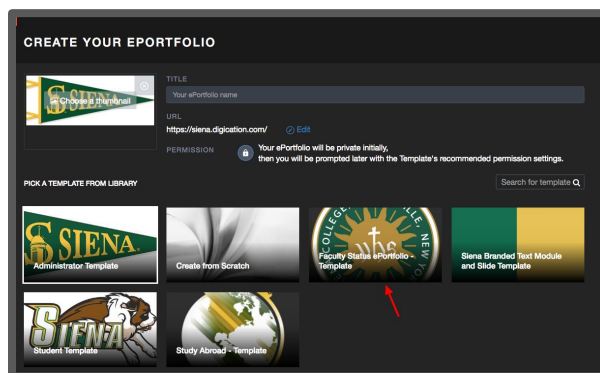 CREATE YOUR EPORTFOLIO
TITLE
Choose a thumbnail
Your ePortfolio name
URL
https://siena.digication.com/
Edit
PERMISSION
Your ePortfolio will be private initially,
then you will be prompted later with the Template's recommended permission settings.
PICK A TEMPLATE FROM LIBRARY
Search for template
SIENA
Administrator Template
Create from Scratch
COLLEGE
NEW
yhs
Faculty Status ePortfolio -
Template
Siena Branded Text Module
and Slide Template
SIENA
Student Template
Study Abroad - Template